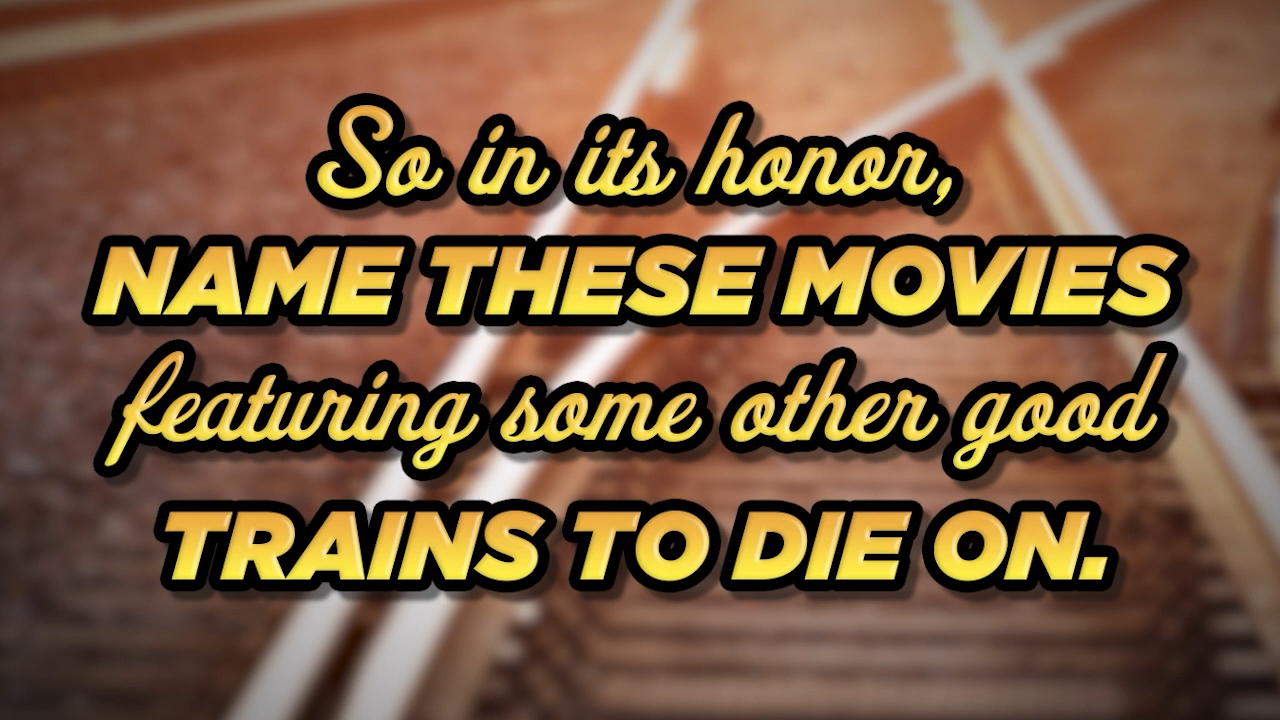 So in its honor,
NAME THESE MOVIES
featuring some other good
TRAINS TO DIE ON.